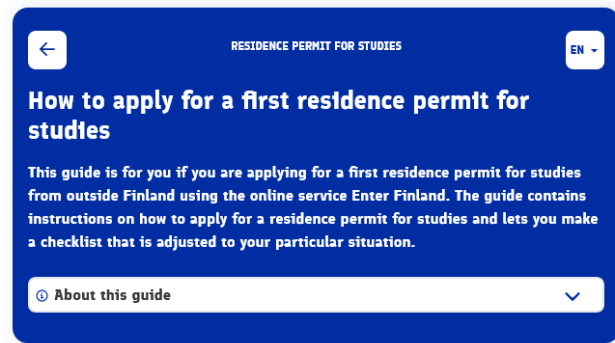 RESIDENCE PERMIT FOR STUDIES
EN
How to apply for a first residence permit for
studies
This guide is for you if you are applying for a first residence permit for studies
from outside Finland using the online service Enter Finland. The guide contains
instructions on how to apply for a residence permit for studies and lets you make
a checklist that is adjusted to your particular situation.
About this guide